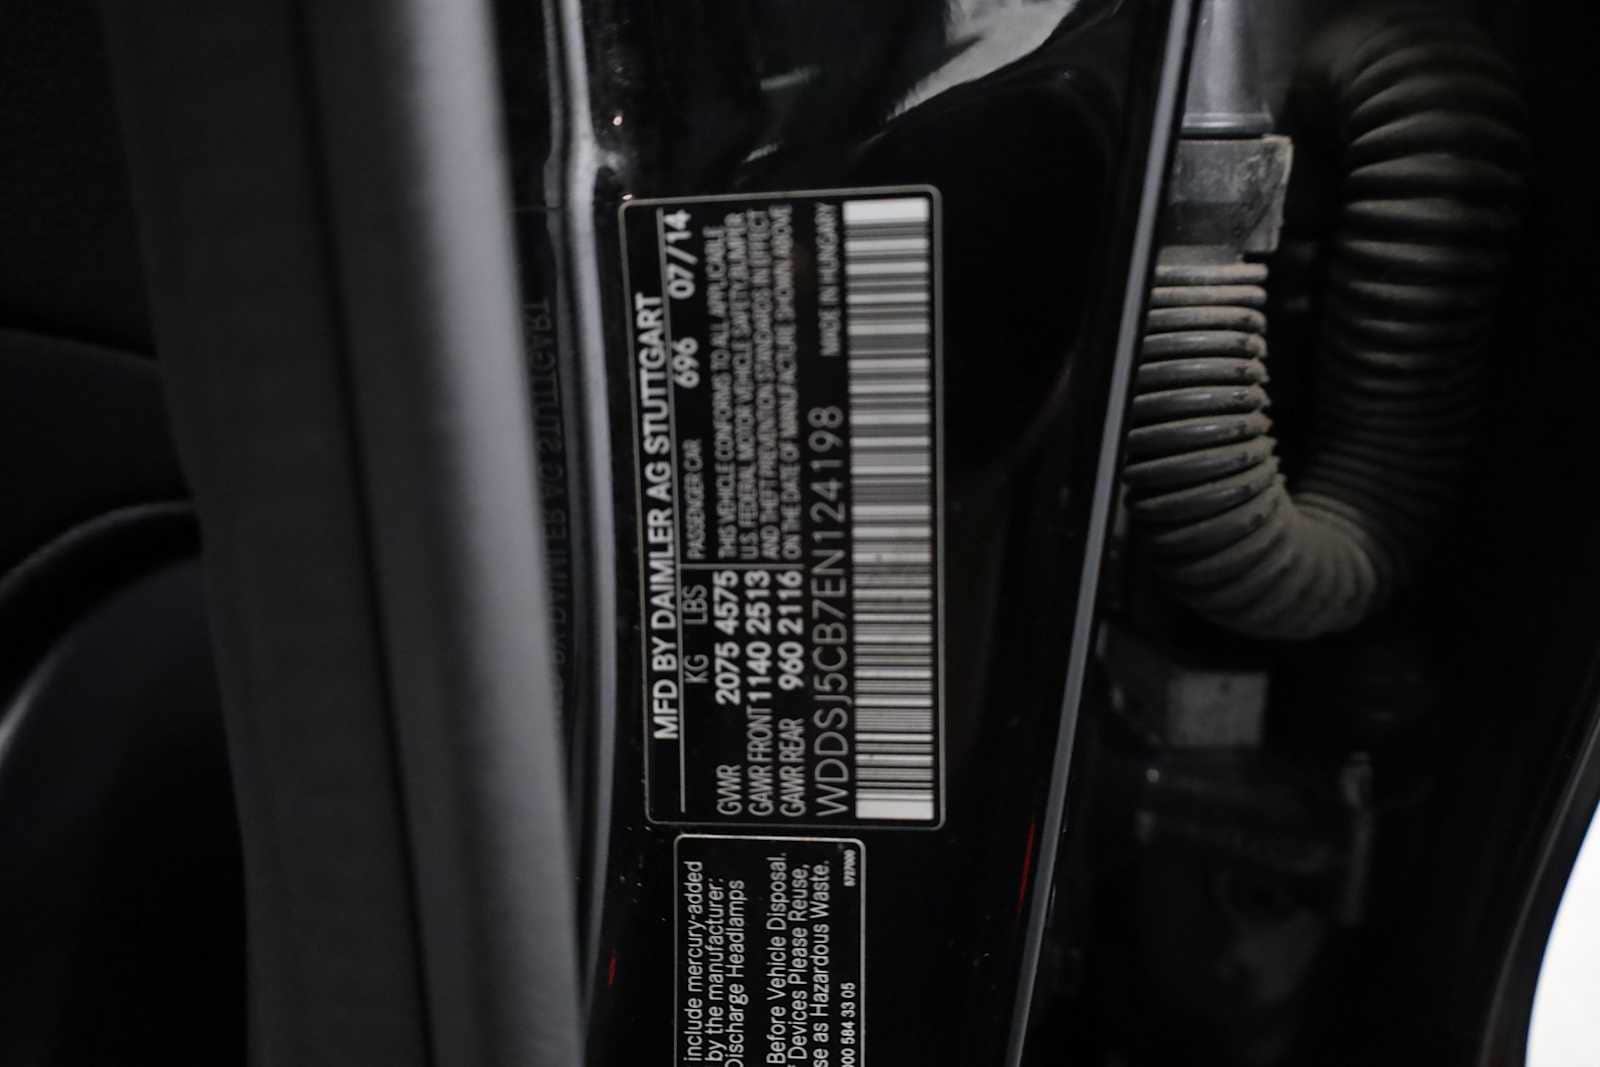 MFD BY DAIMLER AG STUTTGART
KG LBS PASSENGER CAR 696 07/14
GVWR 2075 4575 THIS VEHICLE CONFORMS TO ALL APPLICABLE
GAWR FRONT 1140 2513 U.S. FEDERAL MOTOR VEHICLE SAFETY, BUMPER
GAWR REAR 960 2116 AND THEFT PREVENTION STANDARDS IN EFFECT
ON THE DATE OF MANUFACTURE SHOWN ABOVE
WDDSJ5CB7EN124198 MADE IN HUNGARY
include mercury-added
by the manufacturer:
Discharge Headlamps
Before Vehicle Disposal.
Devices Please Reuse,
as Hazardous Waste.
000 584 33 05 5727000